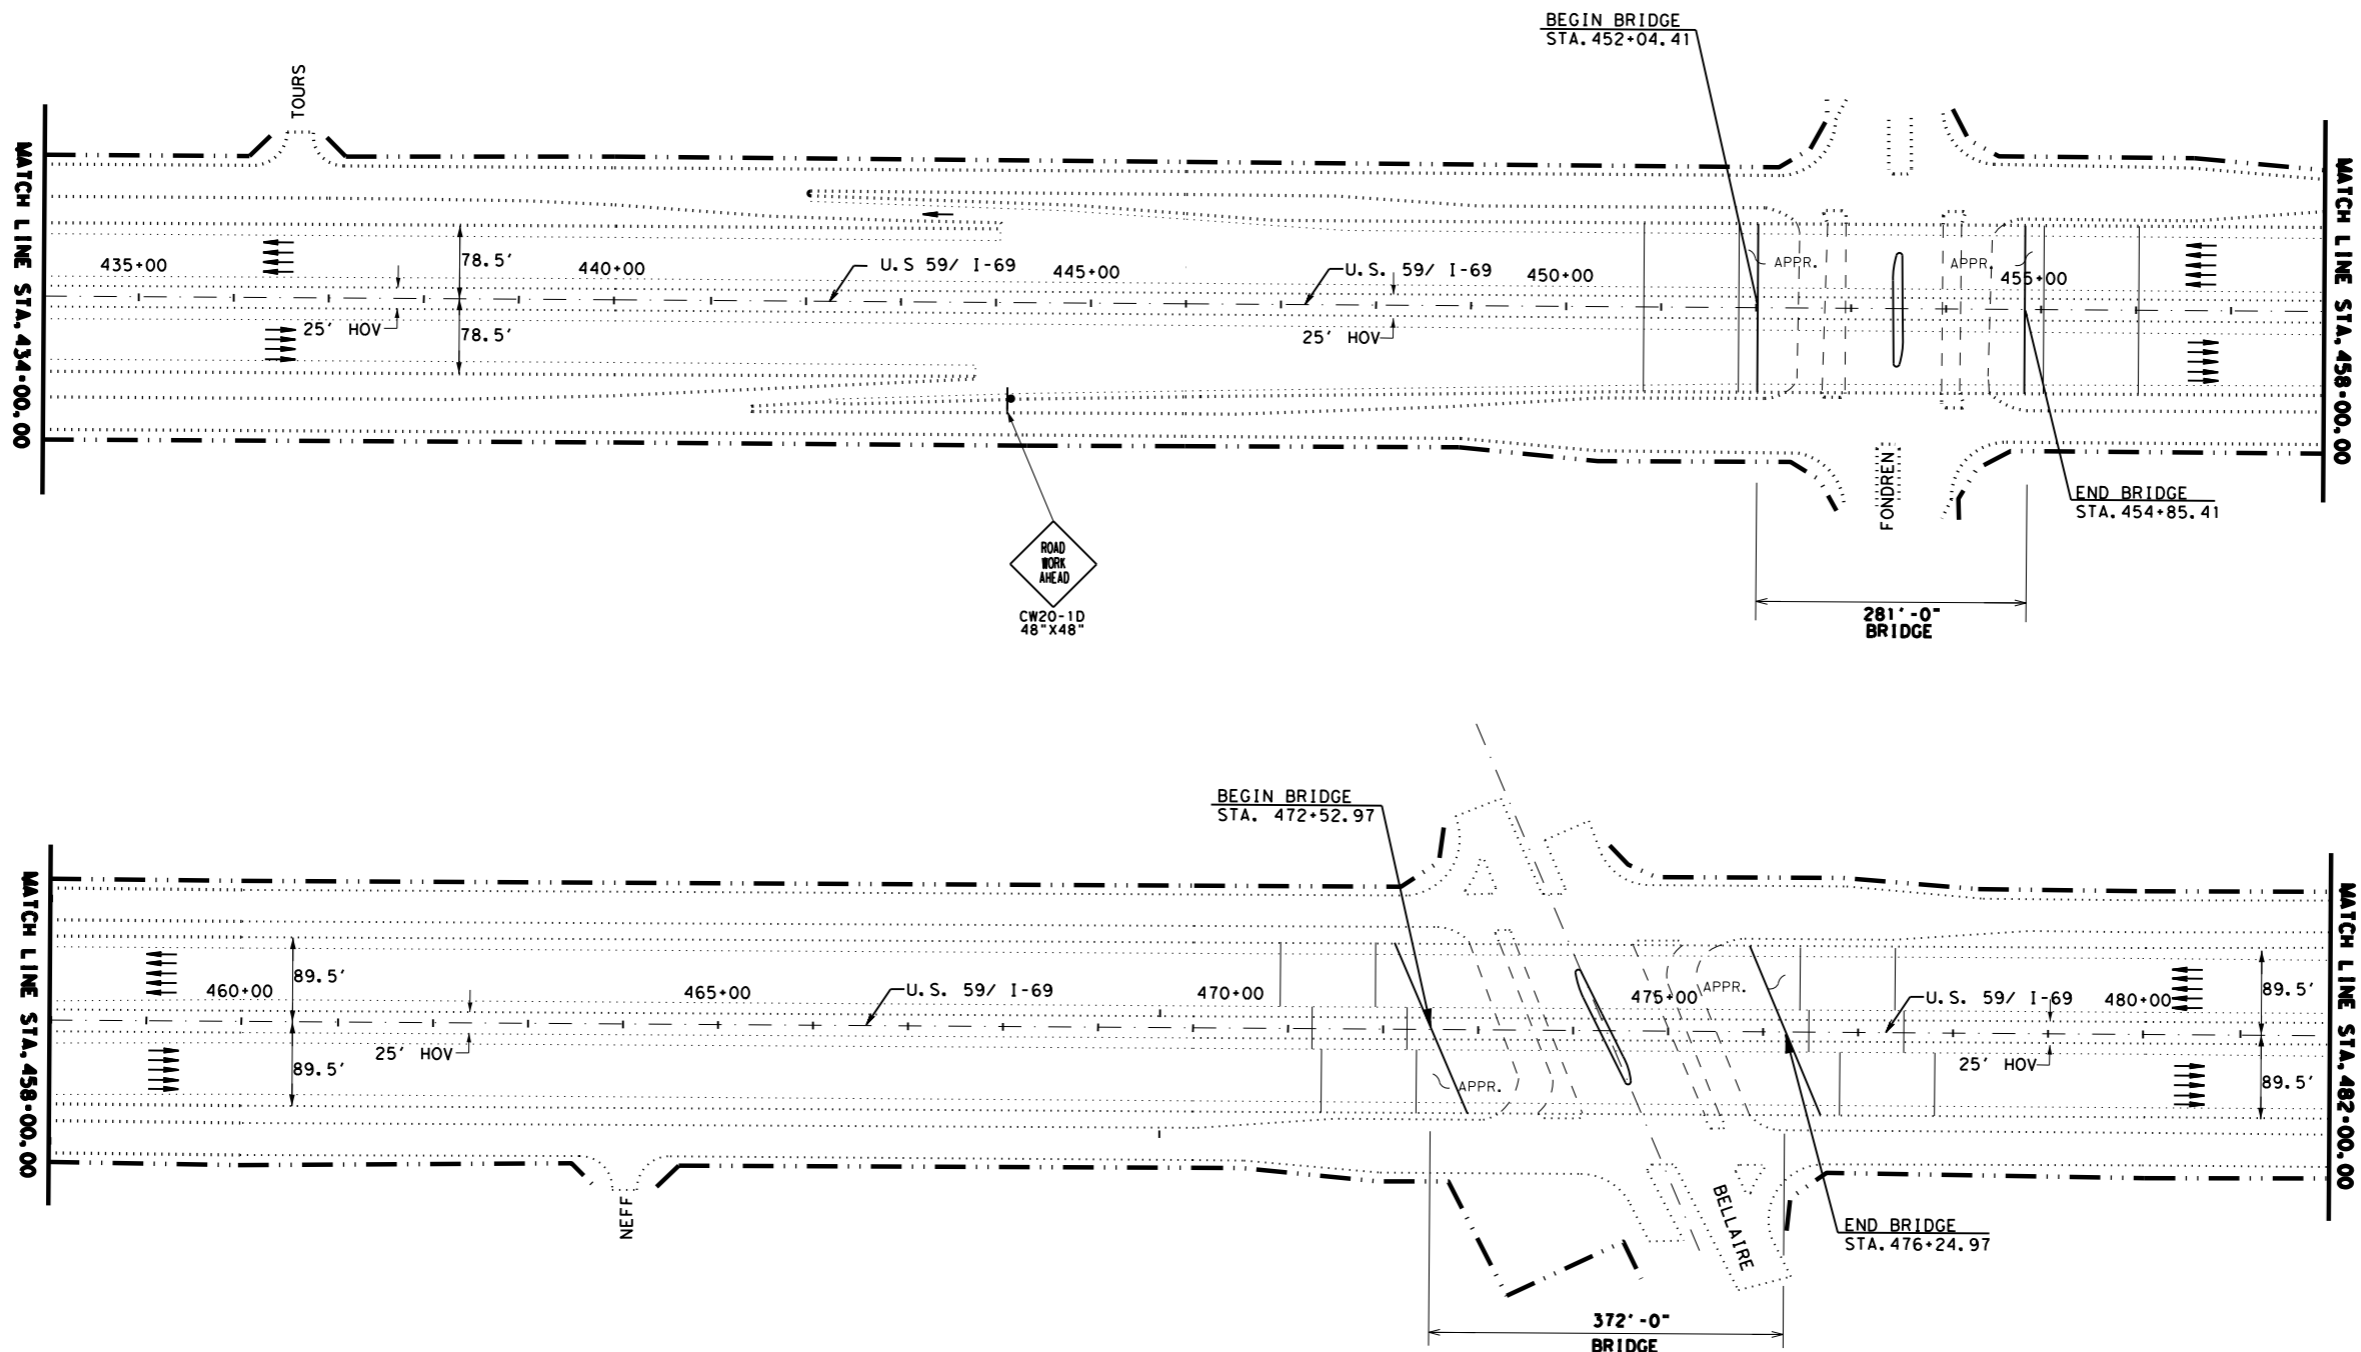 BEGIN BRIDGE
STA. 452+04.41
TOURS
MATCH LINE STA. 434+00.00
MATCH LINE STA. 458+00.00
435+00
78.5'
440+00
U.S 59/ I-69
445+00
U.S. 59/ I-69
450+00
APPR.
APPR.
455+00
25' HOV
78.5'
25' HOV
FONDREN
END BRIDGE
STA. 454+85.41
ROAD
WORK
AHEAD
CW20-1D
48"X48"
281'-0"
BRIDGE
BEGIN BRIDGE
STA. 472+52.97
MATCH LINE STA. 458+00.00
MATCH LINE STA. 482+00.00
460+00
89.5'
465+00
U.S. 59/ I-69
470+00
475+00
APPR.
U.S. 59/ I-69
480+00
89.5'
25' HOV
89.5'
APPR.
25' HOV
89.5'
NEFF
BELLAIRE
END BRIDGE
STA. 476+24.97
372'-0"
BRIDGE